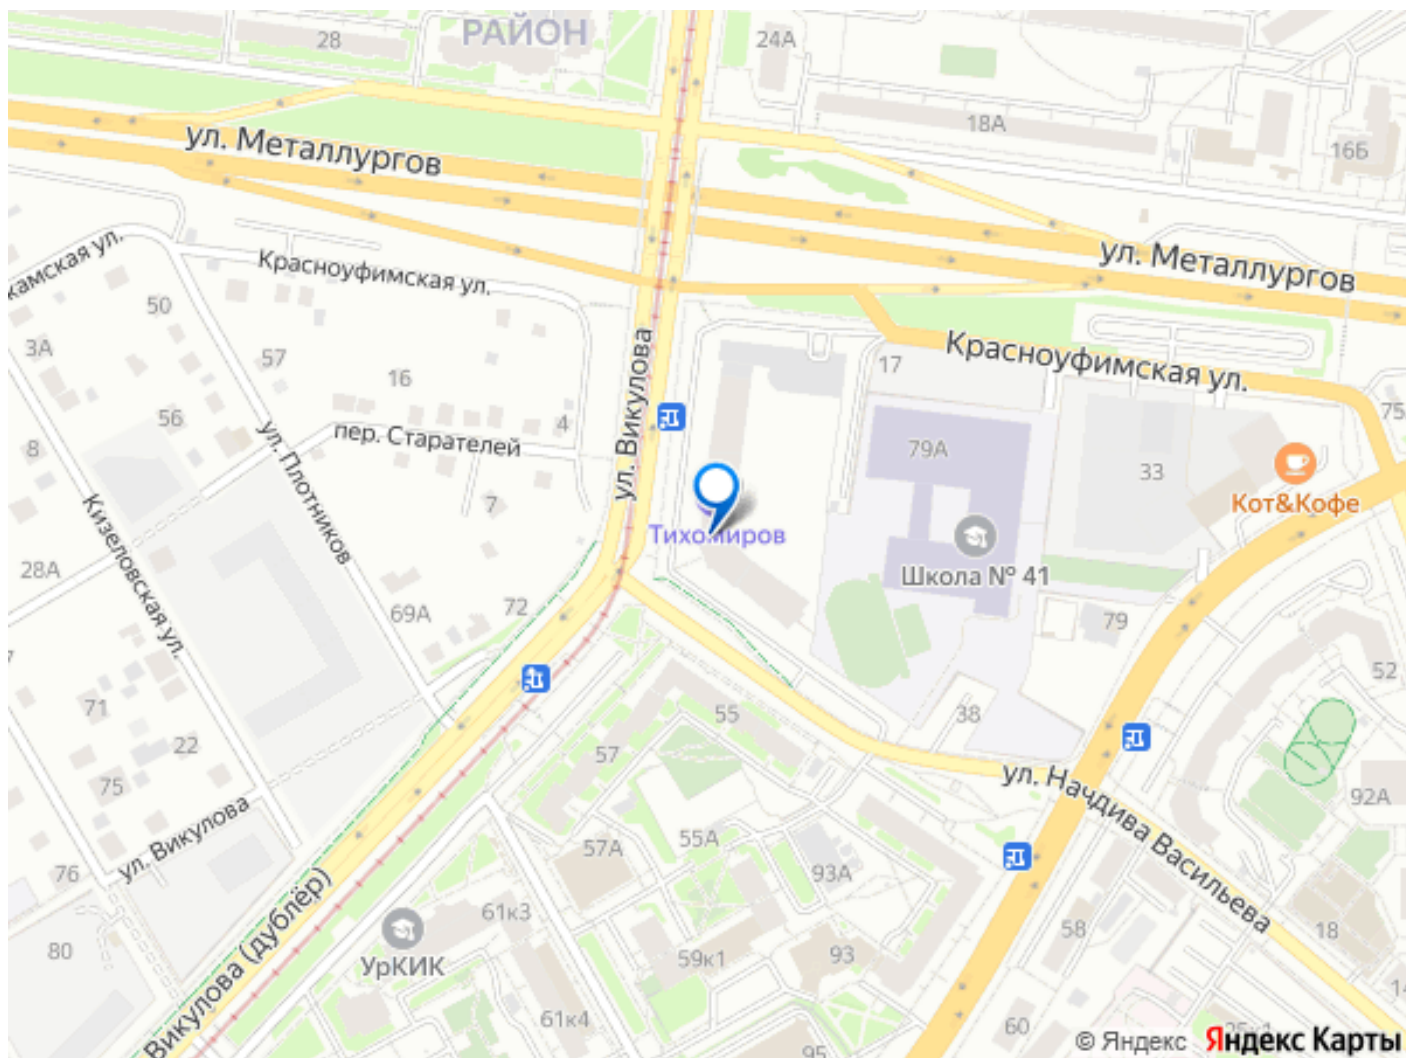 РАЙОН
28
24А
18А
16Б
ул. Металлургов
ул. Металлургов
камская ул.
Красноуфимская ул.
Красноуфимская ул.
50
3А
57
16
17
56
4
75
пер. Старателей
ул. Викулова
79А
33
8
ул. Плотников
7
Кот&Кофе
Тихомиров
Кизеловская ул.
28А
Школа № 41
69А
72
79
52
71
55
38
22
57
75
ул. Начдива Васильева
92А
ул. Викулова
55А
57А
93А
76
61к3
58
18
80
УрКИК
59к1
93
Викулова (дублёр)
61к4
60
95
© Яндекс Яндекс Карты